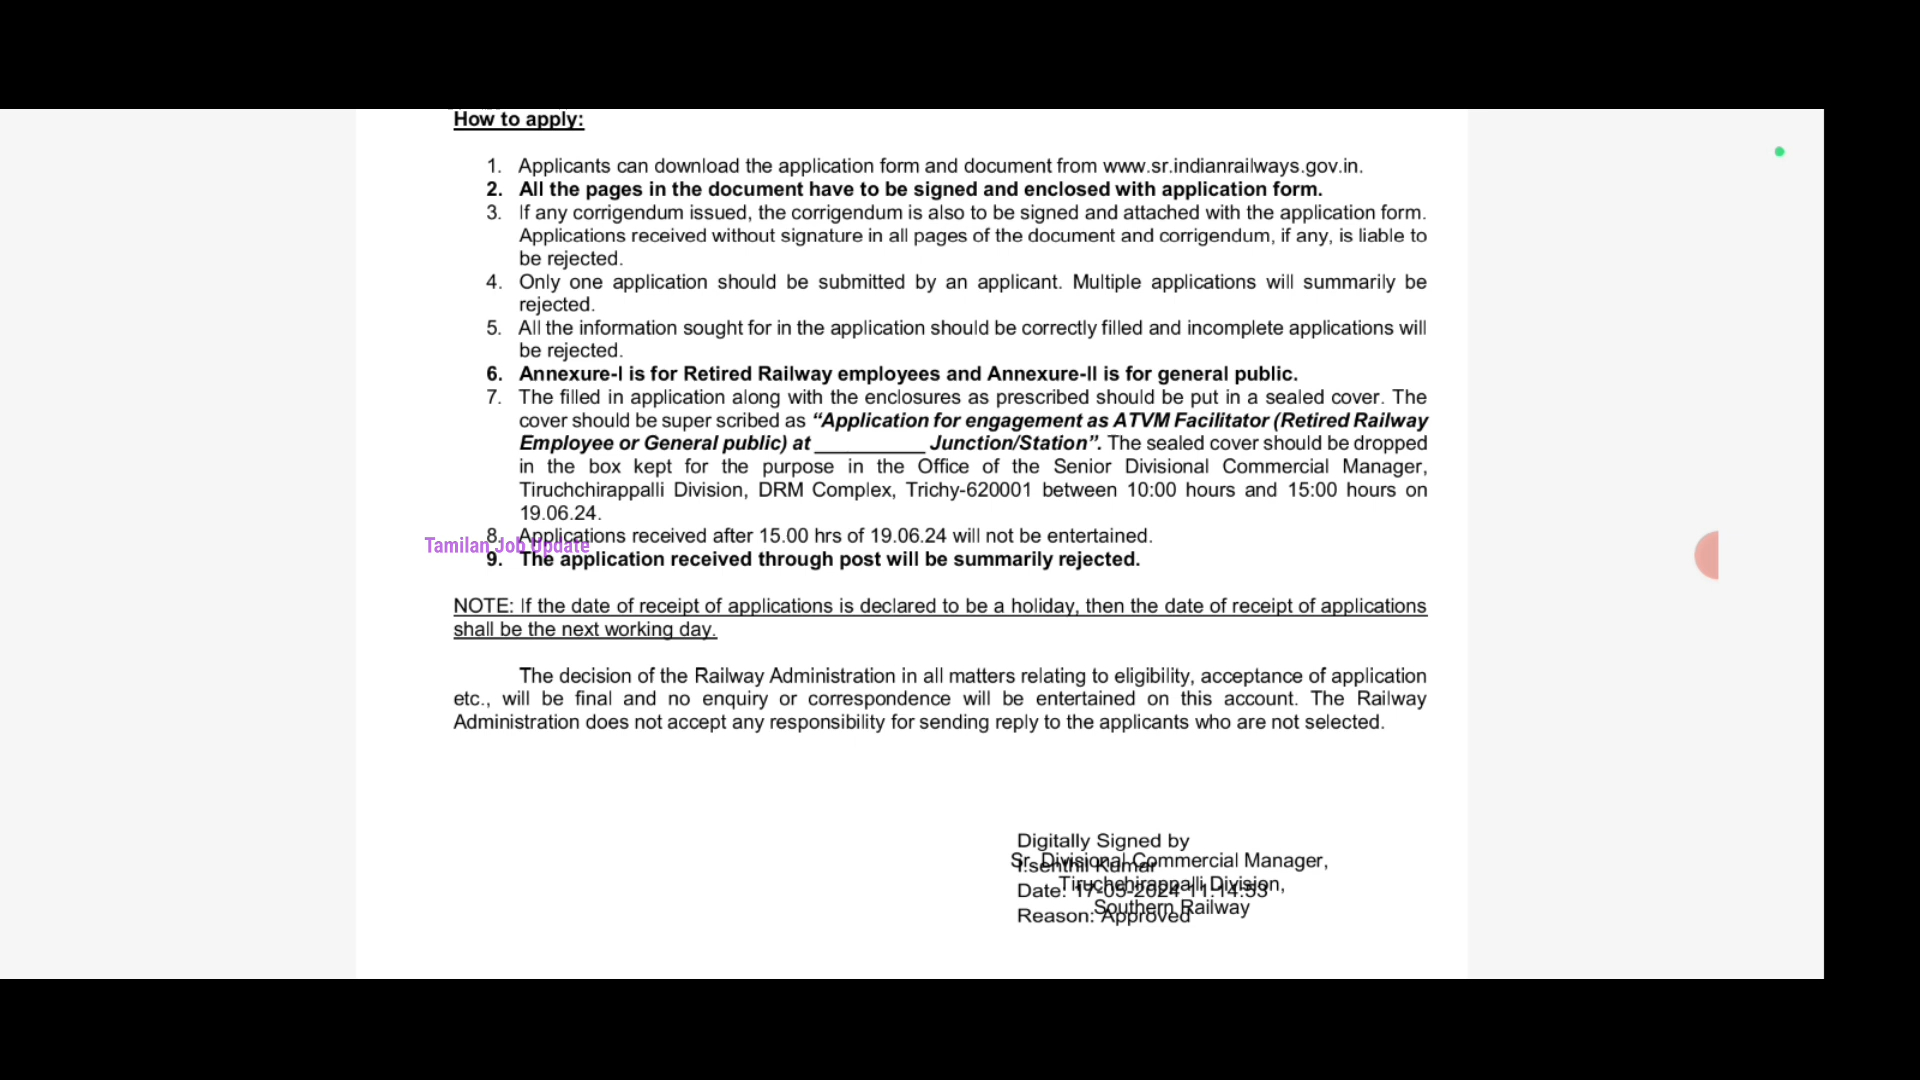 How to apply:
1. Applicants can download the application form and document from www.sr.indianrailways.gov.in.
2. All the pages in the document have to be signed and enclosed with application form.
3. If any corrigendum issued, the corrigendum is also to be signed and attached with the application form.
Applications received without signature in all pages of the document and corrigendum, if any, is liable to
be rejected.
4. Only one application should be submitted by an applicant. Multiple applications will summarily be
rejected.
5. All the information sought for in the application should be correctly filled and incomplete applications will
be rejected.
6. Annexure-I is for Retired Railway employees and Annexure-II is for general public.
7. The filled in application along with the enclosures as prescribed should be put in a sealed cover. The
cover should be super scribed as “Application for engagement as ATVM Facilitator (Retired Railway
Employee or General public) at __________ Junction/Station”. The sealed cover should be dropped
in the box kept for the purpose in the Office of the Senior Divisional Commercial Manager,
Tiruchchirappalli Division, DRM Complex, Trichy-620001 between 10:00 hours and 15:00 hours on
19.06.24.
8. Applications received after 15.00 hrs of 19.06.24 will not be entertained.
Tamilan Job Update
9. The application received through post will be summarily rejected.
NOTE: If the date of receipt of applications is declared to be a holiday, then the date of receipt of applications
shall be the next working day.
The decision of the Railway Administration in all matters relating to eligibility, acceptance of application
etc., will be final and no enquiry or correspondence will be entertained on this account. The Railway
Administration does not accept any responsibility for sending reply to the applicants who are not selected.
Digitally Signed by
Sr. Divisional Commercial Manager,
senthil Kumar
Tiruchchirappalli Division,
Date: 17-05-2024 11:14:53
Southern Railway
Reason: Approved